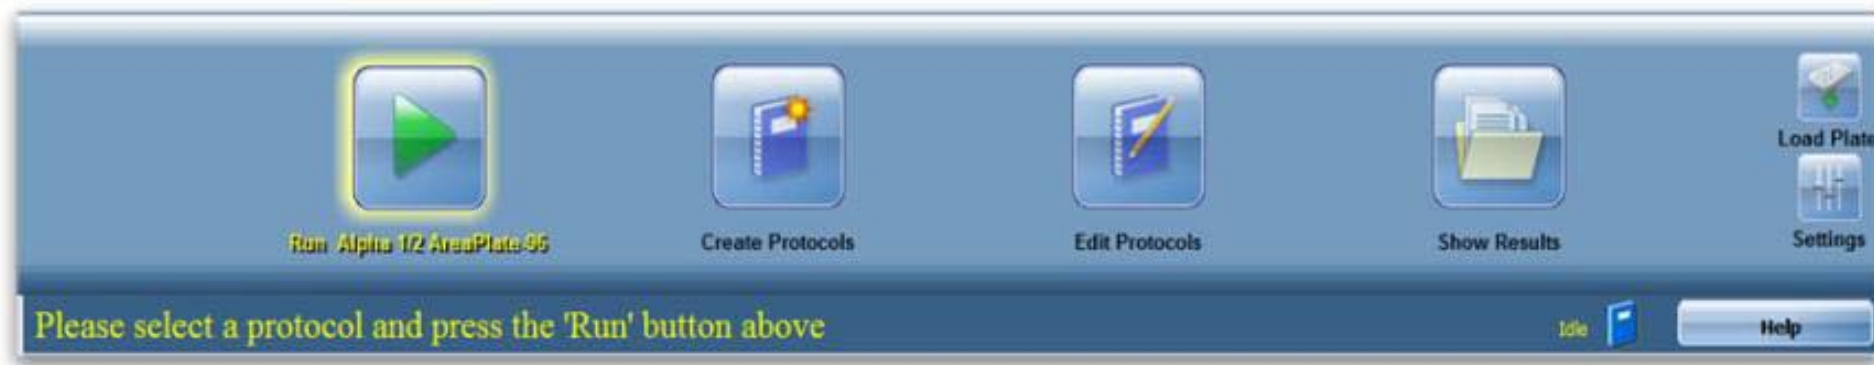 Run Alpha 1/2 AreaPlate-96
Create Protocols
Edit Protocols
Show Results
Load Plate
Settings
Please select a protocol and press the 'Run' button above
Idle
Help